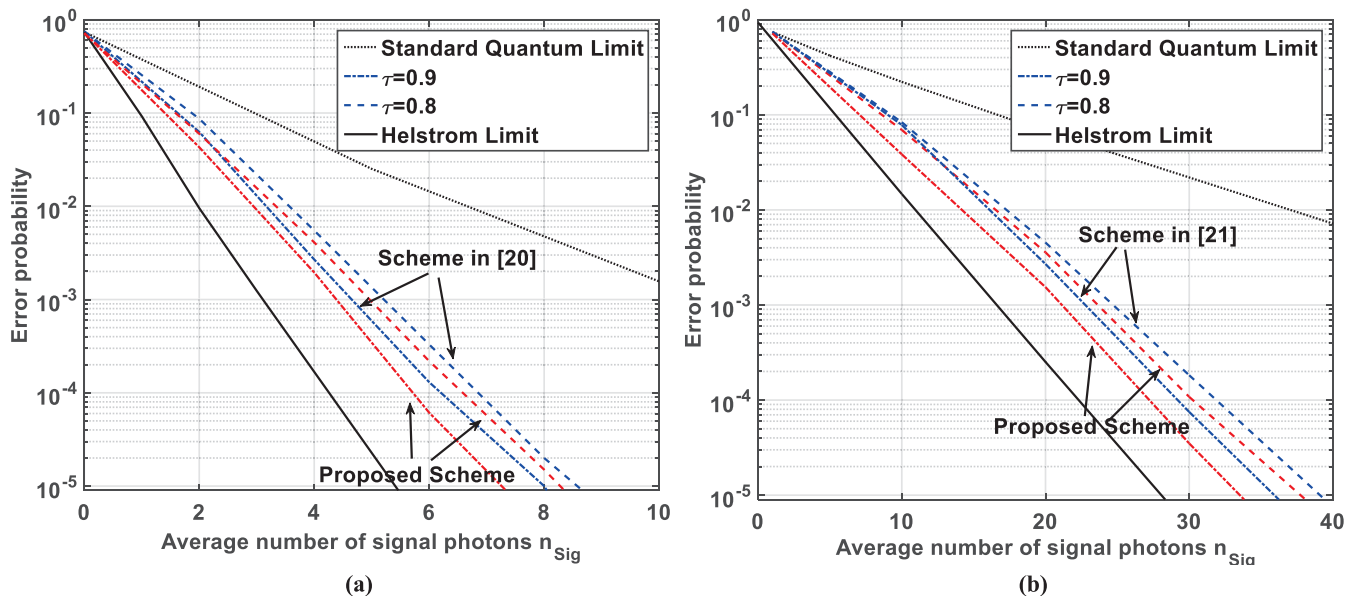 Error probability
10^0
10^-1
10^-2
10^-3
10^-4
10^-5
Standard Quantum Limit
τ=0.9
τ=0.8
Helstrom Limit
Scheme in [20]
Proposed Scheme
0 2 4 6 8 10
Average number of signal photons n_Sig
(a)
Error probability
10^0
10^-1
10^-2
10^-3
10^-4
10^-5
Standard Quantum Limit
τ=0.9
τ=0.8
Helstrom Limit
Scheme in [21]
Proposed Scheme
0 10 20 30 40
Average number of signal photons n_Sig
(b)